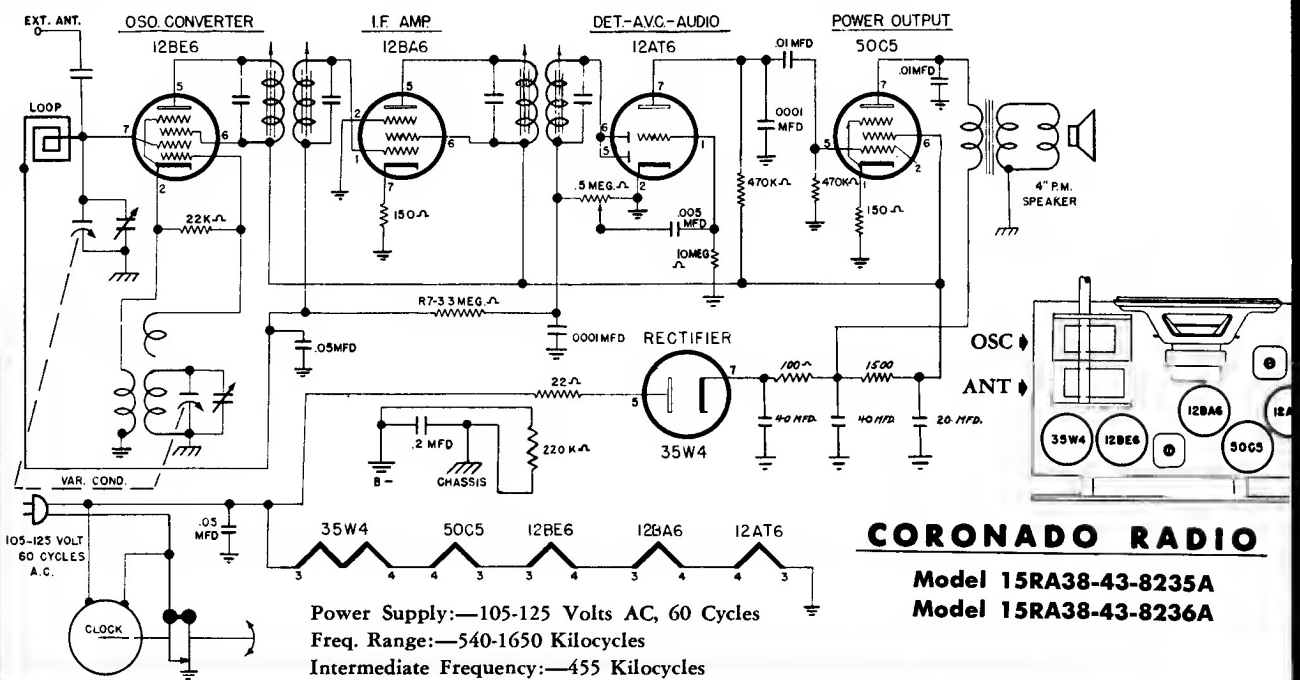 EXT. ANT.
OSO. CONVERTER
12BE6
I.F. AMP.
12BA6
DET.-A.V.C.-AUDIO
12AT6
POWER OUTPUT
50C5
LOOP
7
5
6
2
22K Ω
5
2
1
6
7
150 Ω
7
6
5
2
1
.5 MEG. Ω
.005 MFD
10MEG Ω
470K Ω
.0001 MFD
.01 MFD
470K Ω
7
5
6
2
1
150 Ω
.01MFD
4" P.M. SPEAKER
R7-3.3 MEG. Ω
.05MFD
.0001MFD
RECTIFIER
7
5
35W4
22 Ω
100 Ω
1500
40 MFD.
40 MFD.
20 MFD.
B-
.2 MFD
CHASSIS
220 K Ω
VAR. COND.
105-125 VOLT
60 CYCLES
A.C.
.05 MFD
CLOCK
35W4
50C5
12BE6
12BA6
12AT6
3 4 4 3 3 4 3 4 4 3
OSC
ANT
35W4
12BE6
12BA6
50C5
12A
CORONADO RADIO
Model 15RA38-43-8235A
Model 15RA38-43-8236A
Power Supply:—105-125 Volts AC, 60 Cycles
Freq. Range:—540-1650 Kilocycles
Intermediate Frequency:—455 Kilocycles